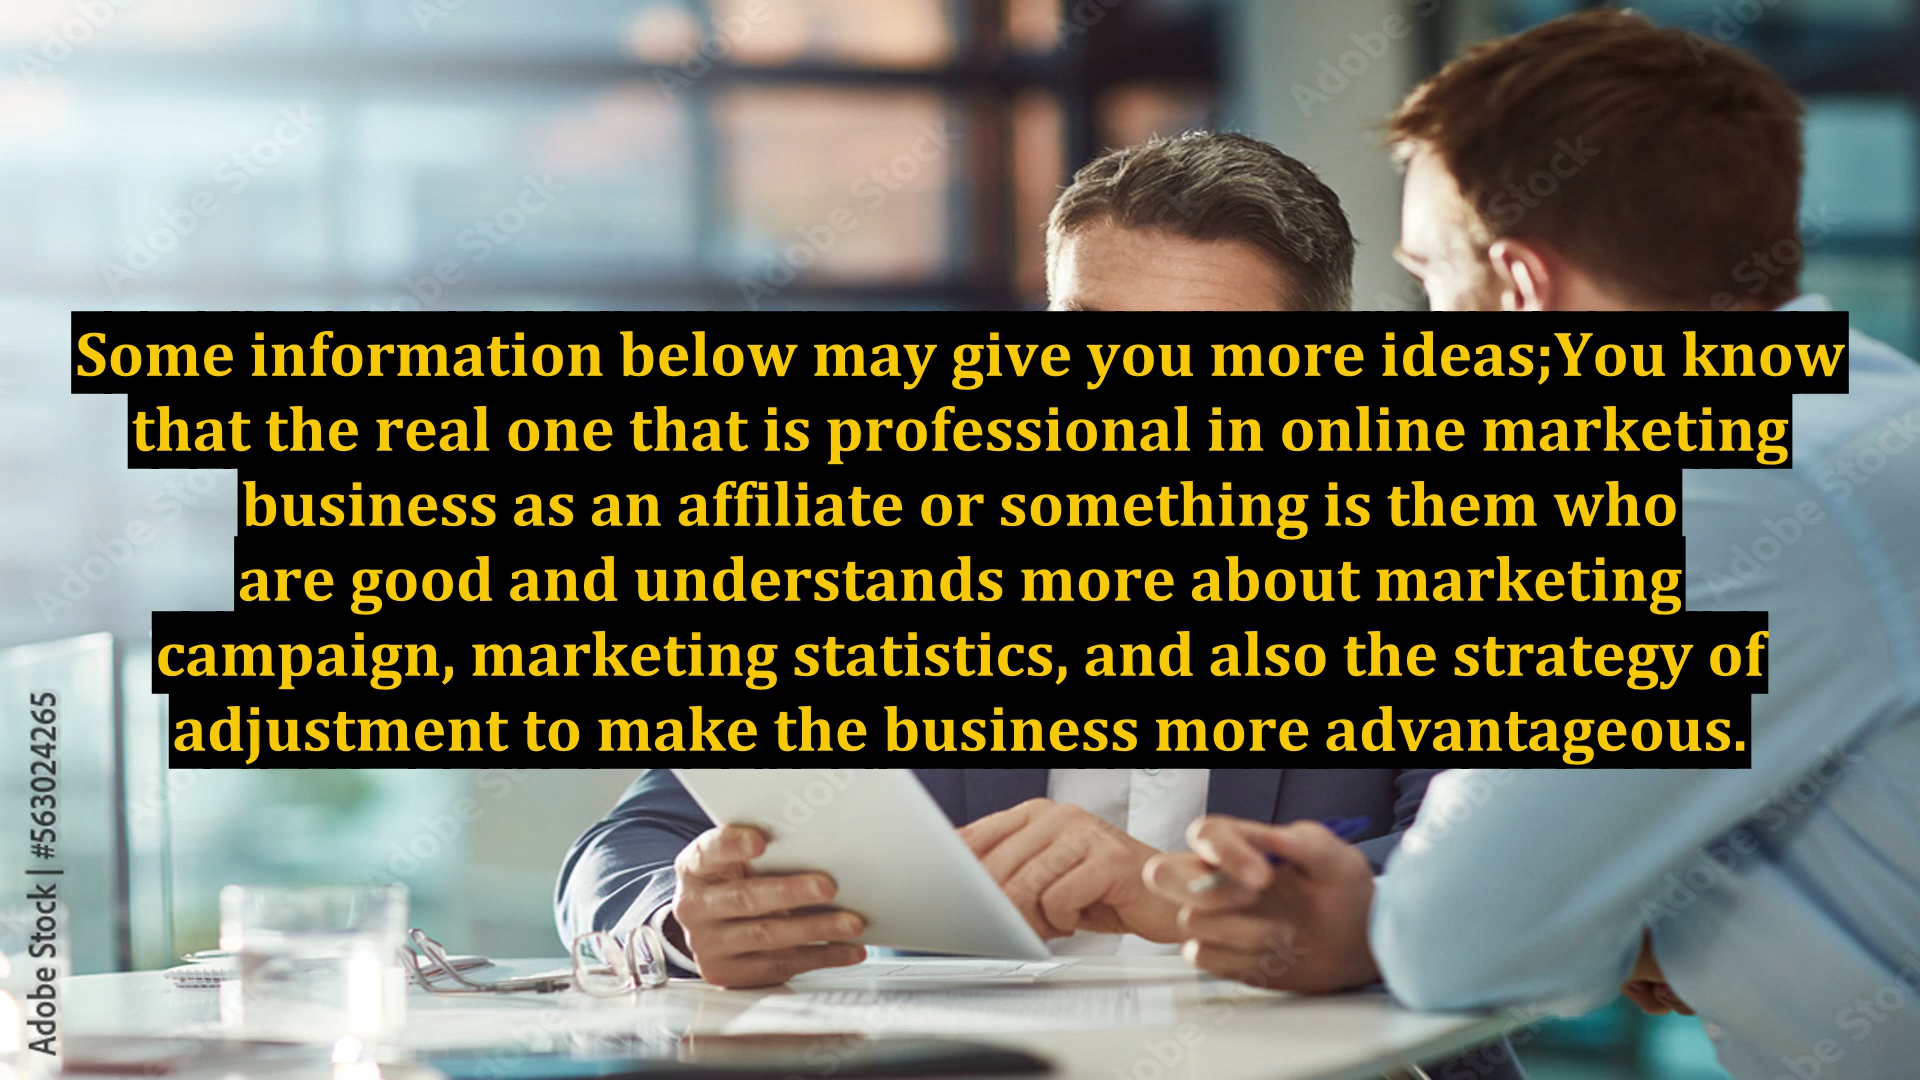 Some information below may give you more ideas;You know
that the real one that is professional in online marketing
business as an affiliate or something is them who
are good and understands more about marketing
campaign, marketing statistics, and also the strategy of
adjustment to make the business more advantageous.
Adobe Stock | #563024265